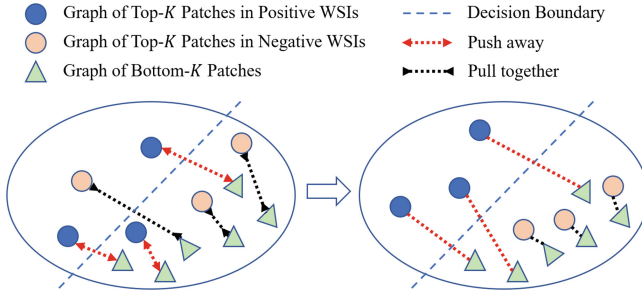 Graph of Top-K Patches in Positive WSIs
Graph of Top-K Patches in Negative WSIs
Graph of Bottom-K Patches
Decision Boundary
Push away
Pull together